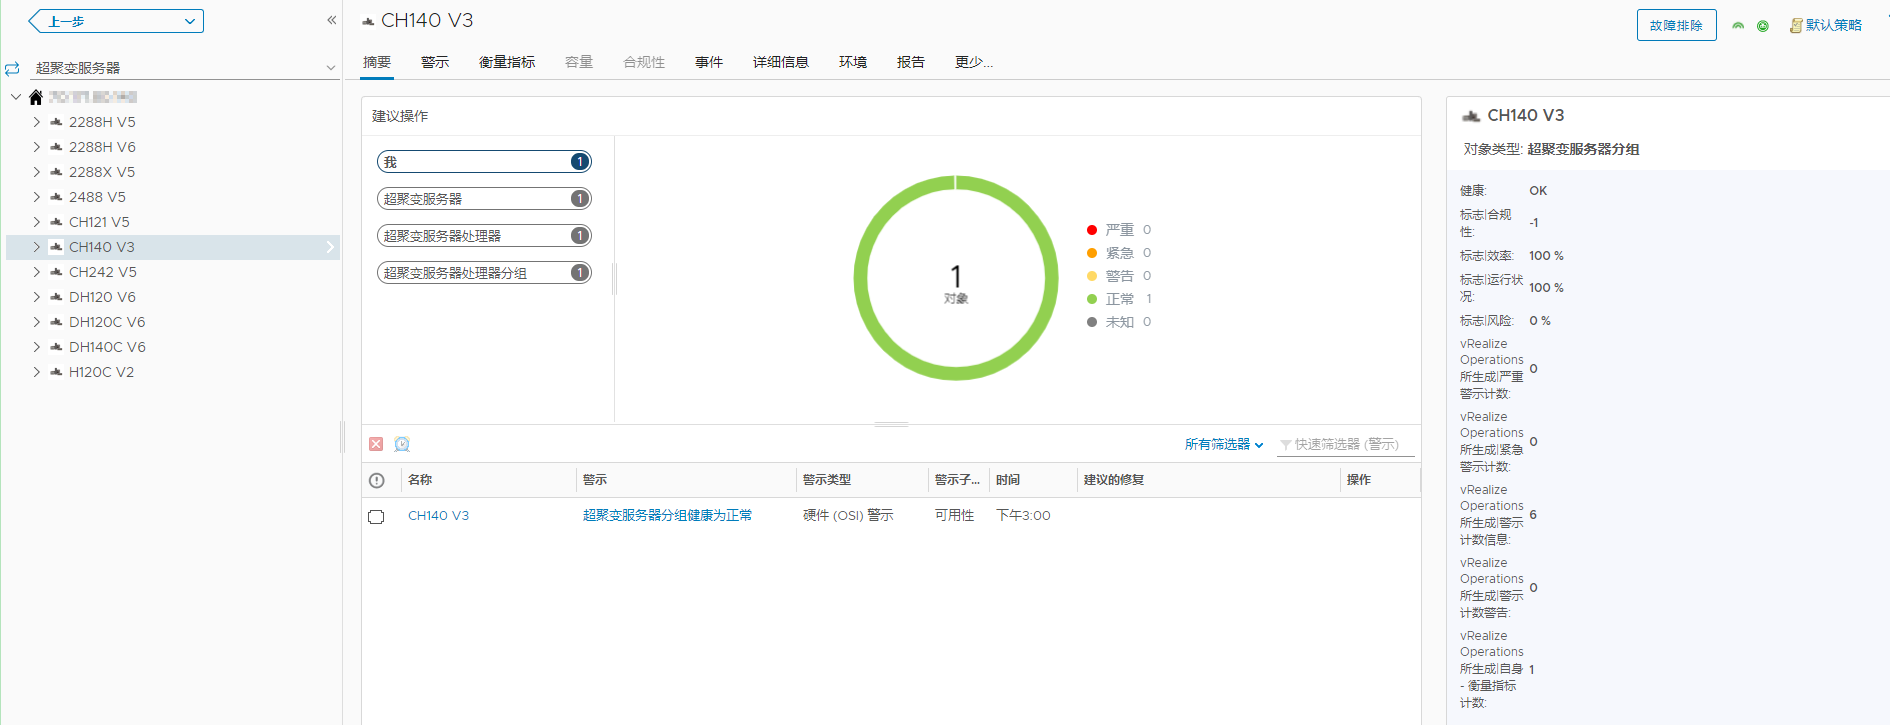 上一步
超聚变服务器
2288H V5
2288H V6
2288X V5
2488 V5
CH121 V5
CH140 V3
CH242 V5
DH120 V6
DH120C V6
DH140C V6
H120C V2
CH140 V3
故障排除
默认策略
摘要 警示 衡量指标 容量 合规性 事件 详细信息 环境 报告 更少...
建议操作
我 1
超聚变服务器 1
超聚变服务器处理器 1
超聚变服务器处理器分组 1
1
对象
严重 0
紧急 0
警告 0
正常 1
未知 0
所有筛选器 快速筛选器 (警示)
名称 警示 警示类型 警示子... 时间 建议的修复 操作
CH140 V3 超聚变服务器分组健康为正常 硬件 (OSI) 警示 可用性 下午3:00
CH140 V3
对象类型: 超聚变服务器分组
健康: OK
标志|合规
性: -1
标志|效率: 100 %
标志|运行状
况: 100 %
标志|风险: 0 %
vRealize
Operations
所生成|严重 0
警示计数:
vRealize
Operations
所生成|紧急 0
警示计数:
vRealize
Operations
所生成|警示 6
计数信息:
vRealize
Operations
所生成|警示 0
计数警告:
vRealize
Operations
所生成|自身 1
- 衡量指标
计数: